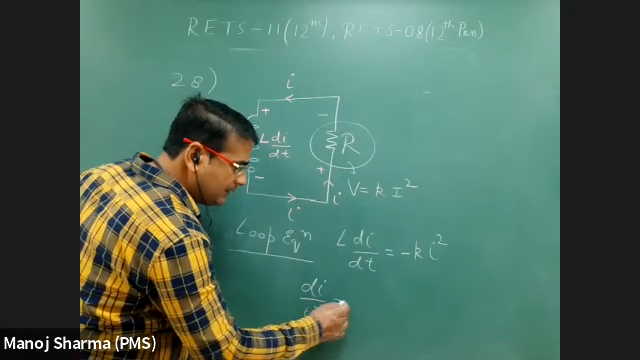 RETS-11(12th), RETS-08(12th Pen)
28)
i
+
-
L di/dt
R
-
+
i
V = k I²
i
Loop Eqn
L di/dt = -k i²
di
Manoj Sharma (PMS)